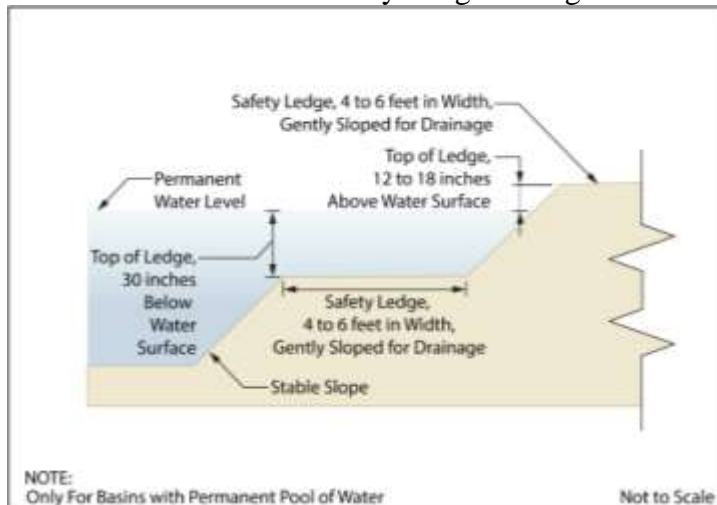 Safety Ledge, 4 to 6 feet in Width,
Gently Sloped for Drainage
Top of Ledge,
12 to 18 inches
Above Water Surface
Permanent
Water Level
Top of Ledge,
30 inches
Below
Water
Surface
Safety Ledge,
4 to 6 feet in Width,
Gently Sloped for Drainage
Stable Slope
NOTE:
Only For Basins with Permanent Pool of Water
Not to Scale